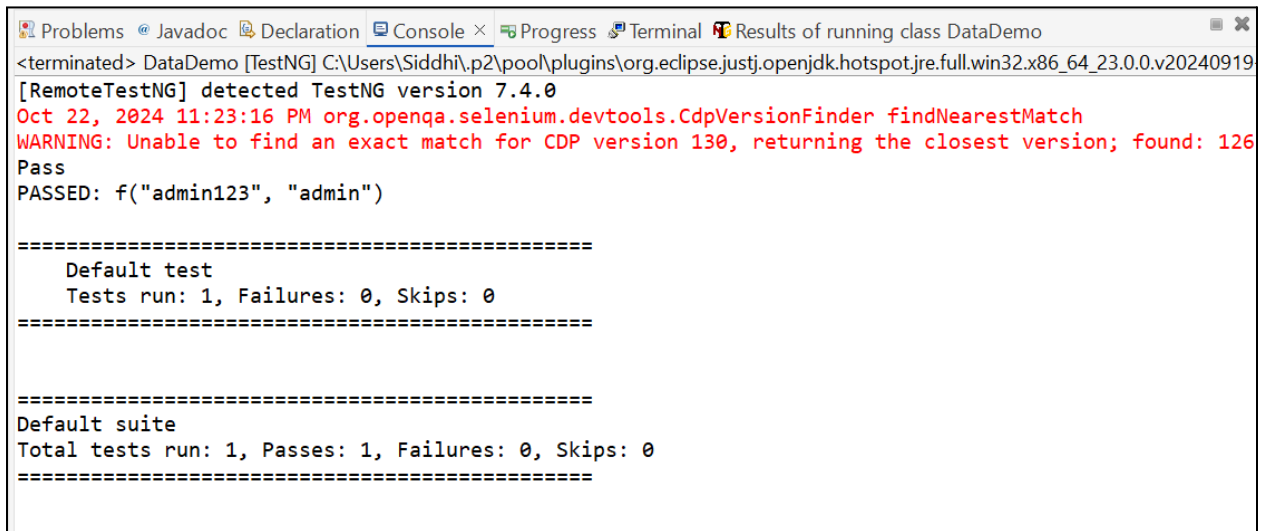 Problems @ Javadoc Declaration Console × Progress Terminal Results of running class DataDemo
<terminated> DataDemo [TestNG] C:\Users\Siddhi\.p2\pool\plugins\org.eclipse.justj.openjdk.hotspot.jre.full.win32.x86_64_23.0.0.v20240919-
[RemoteTestNG] detected TestNG version 7.4.0
Oct 22, 2024 11:23:16 PM org.openqa.selenium.devtools.CdpVersionFinder findNearestMatch
WARNING: Unable to find an exact match for CDP version 130, returning the closest version; found: 126
Pass
PASSED: f("admin123", "admin")
===============================================
Default test
Tests run: 1, Failures: 0, Skips: 0
===============================================
===============================================
Default suite
Total tests run: 1, Passes: 1, Failures: 0, Skips: 0
===============================================